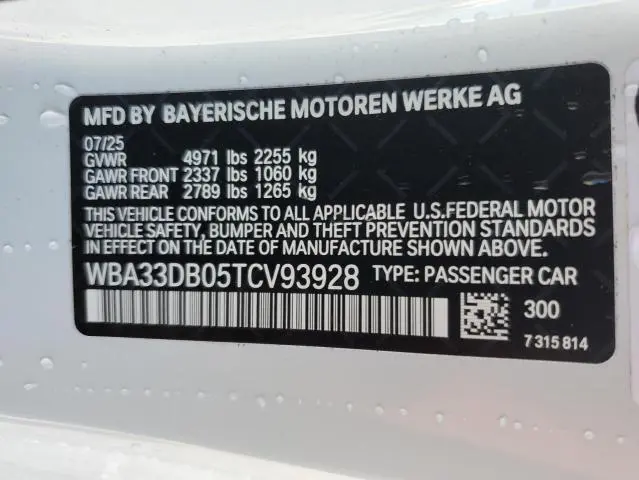 MFD BY BAYERISCHE MOTOREN WERKE AG
07/25
GVWR 4971 lbs 2255 kg
GAWR FRONT 2337 lbs 1060 kg
GAWR REAR 2789 lbs 1265 kg
THIS VEHICLE CONFORMS TO ALL APPLICABLE U.S.FEDERAL MOTOR
VEHICLE SAFETY, BUMPER AND THEFT PREVENTION STANDARDS
IN EFFECT ON THE DATE OF MANUFACTURE SHOWN ABOVE.
WBA33DB05TCV93928 TYPE: PASSENGER CAR
300
7 315 814